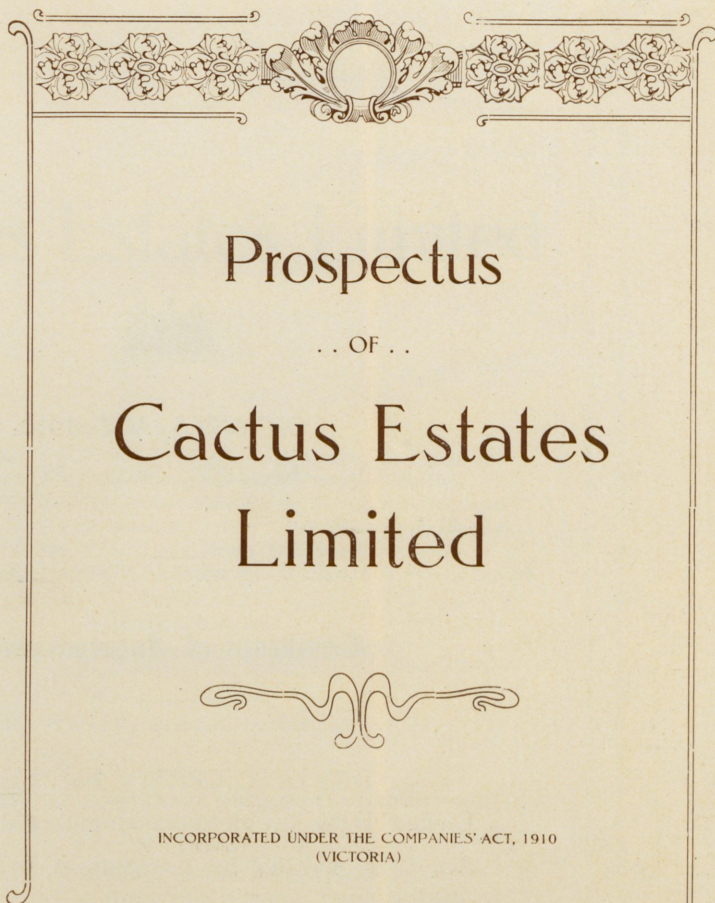 Prospectus
. . OF . .
Cactus Estates
Limited
INCORPORATED UNDER THE COMPANIES' ACT, 1910
(VICTORIA)